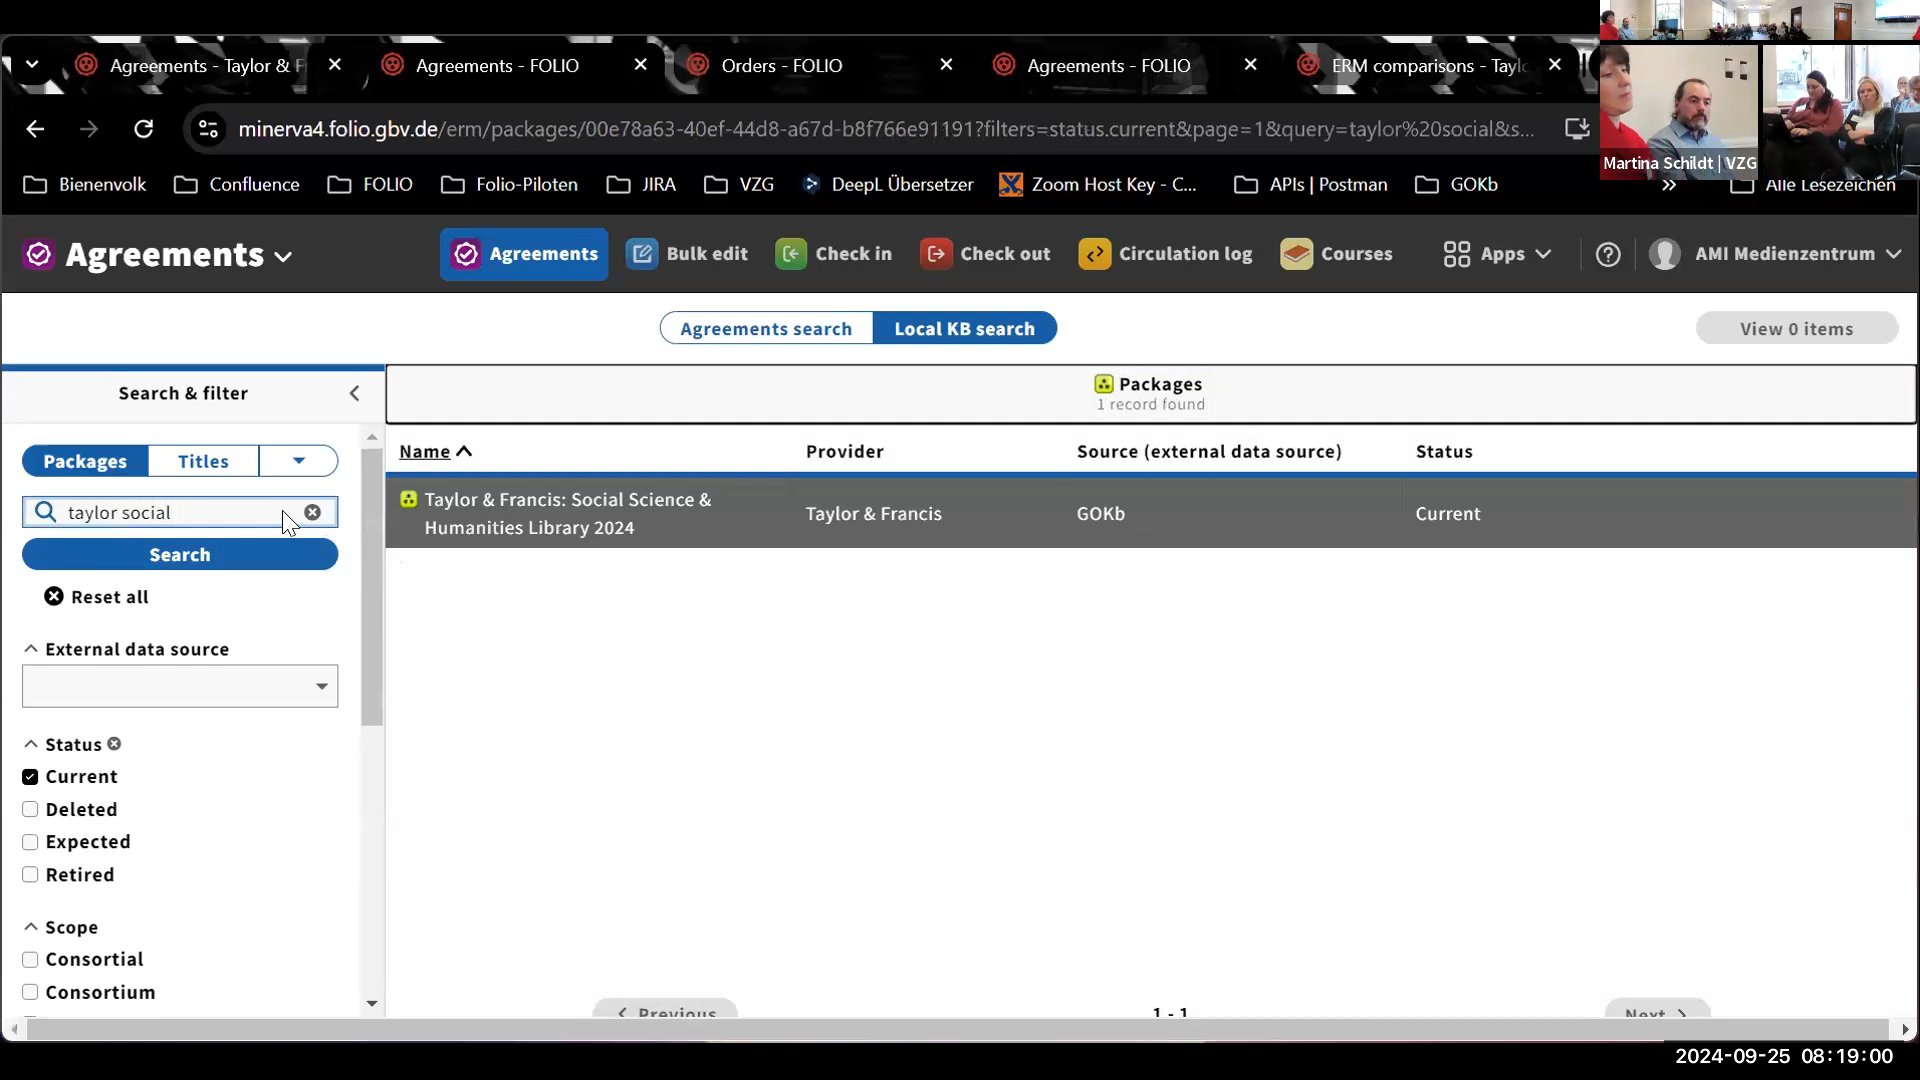 Agreements - Taylor & F
Agreements - FOLIO
Orders - FOLIO
Agreements - FOLIO
ERM comparisons - Taylo
minerva4.folio.gbv.de/erm/packages/00e78a63-40ef-44d8-a67d-b8f766e91191?filters=status.current&page=1&query=taylor%20social&s...
Martina Schildt | VZG
Bienenvolk
Confluence
FOLIO
Folio-Piloten
JIRA
VZG
DeepL Übersetzer
Zoom Host Key - C...
APIs | Postman
GOKb
»
Alle Lesezeichen
Agreements
Agreements
Bulk edit
Check in
Check out
Circulation log
Courses
Apps
AMI Medienzentrum
Agreements search
Local KB search
View 0 items
Search & filter
Packages
1 record found
Packages
Titles
taylor social
Search
Reset all
External data source
Status
Current
Deleted
Expected
Retired
Scope
Consortial
Consortium
Name
Provider
Source (external data source)
Status
Taylor & Francis: Social Science &
Humanities Library 2024
Taylor & Francis
GOKb
Current
Previous
1 - 1
Next
2024-09-25 08:19:00